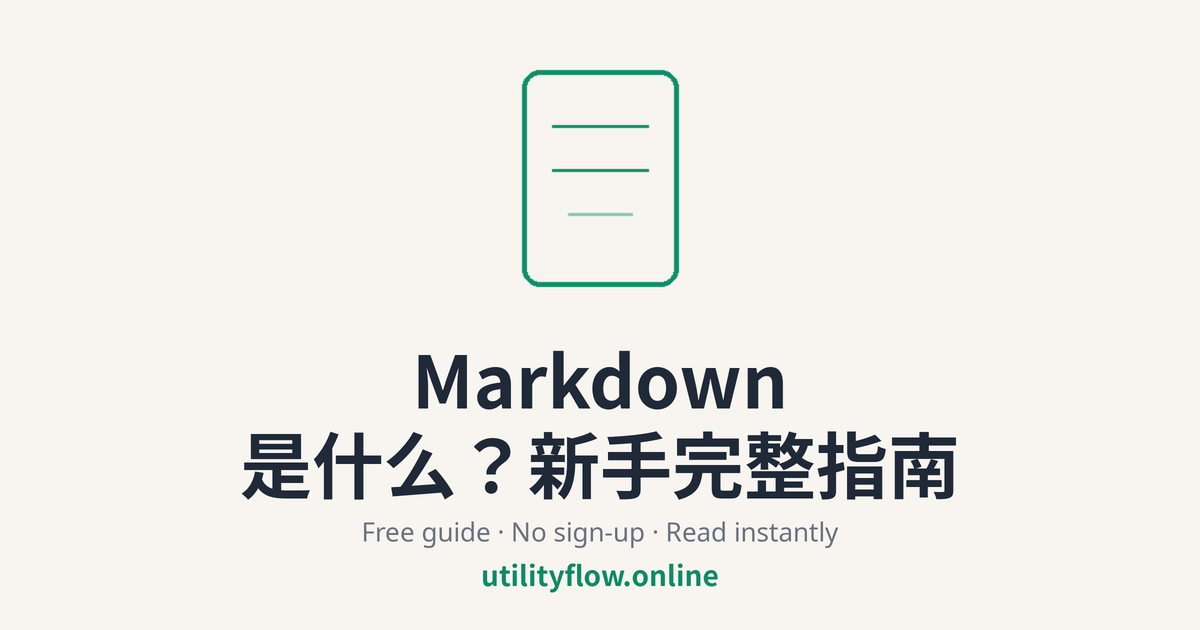 Markdown
是什么？新手完整指南
Free guide · No sign-up · Read instantly
utilityflow.online